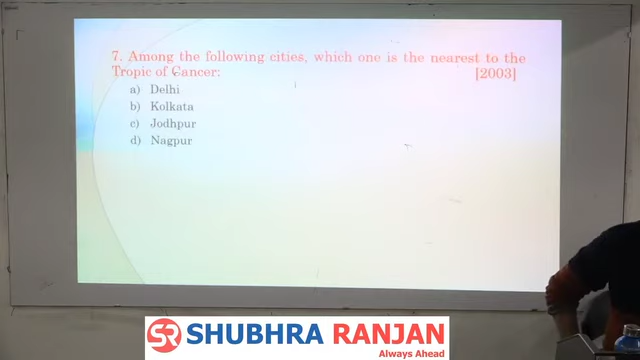 7. Among the following cities, which one is the nearest to the
Tropic of Cancer: [2003]
a) Delhi
b) Kolkata
c) Jodhpur
d) Nagpur
SR SHUBHRA RANJAN
Always Ahead